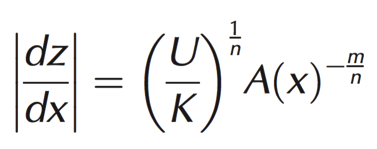 |dz/dx| = (U/K)^{1/n} A(x)^{-m/n}